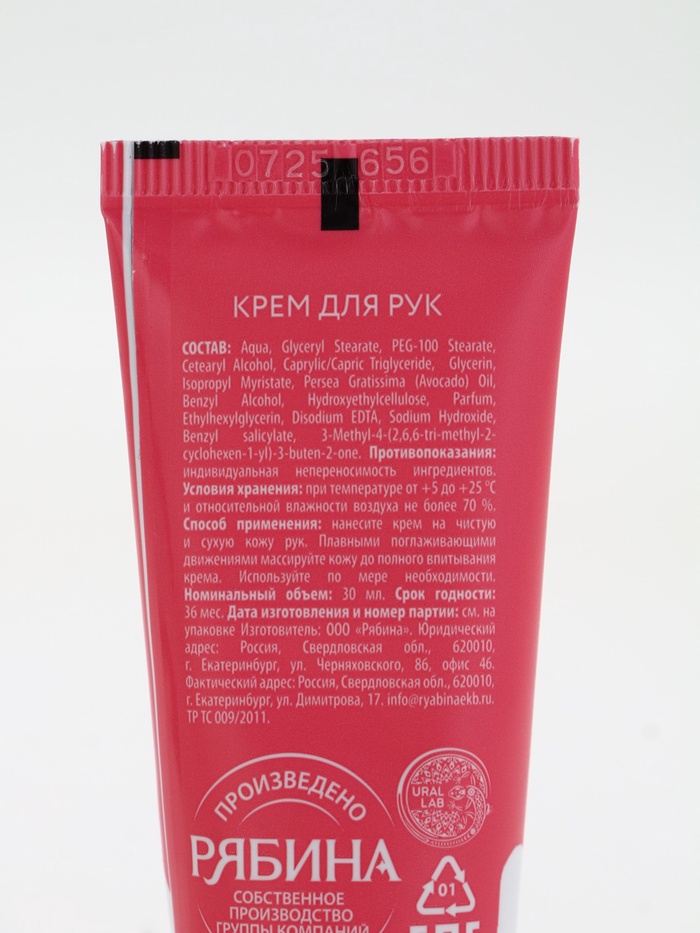 0725 656
КРЕМ ДЛЯ РУК
СОСТАВ: Aqua, Glyceryl Stearate, PEG-100 Stearate,
Cetearyl Alcohol, Caprylic/Capric Triglyceride, Glycerin,
Isopropyl Myristate, Persea Gratissima (Avocado) Oil,
Benzyl Alcohol, Hydroxyethylcellulose, Parfum,
Ethylhexylglycerin, Disodium EDTA, Sodium Hydroxide,
Benzyl salicylate, 3-Methyl-4-(2,6,6-tri-methyl-2-
cyclohexen-1-yl)-3-buten-2-one. Противопоказания:
индивидуальная непереносимость ингредиентов.
Условия хранения: при температуре от +5 до +25 °С
и относительной влажности воздуха не более 70 %.
Способ применения: нанесите крем на чистую
и сухую кожу рук. Плавными поглаживающими
движениями массируйте кожу до полного впитывания
крема. Используйте по мере необходимости.
Номинальный объем: 30 мл. Срок годности:
36 мес. Дата изготовления и номер партии: см. на
упаковке Изготовитель: ООО «Рябина». Юридический
адрес: Россия, Свердловская обл., 620010,
г. Екатеринбург, ул. Черняховского, 86, офис 46.
Фактический адрес: Россия, Свердловская обл., 620010,
г. Екатеринбург, ул. Димитрова, 17. info@ryabinaekb.ru.
ТР ТС 009/2011.
ПРОИЗВЕДЕНО
РЯБИНА
СОБСТВЕННОЕ
ПРОИЗВОДСТВО
ГРУППЫ КОМПАНИЙ
URAL
LAB
01